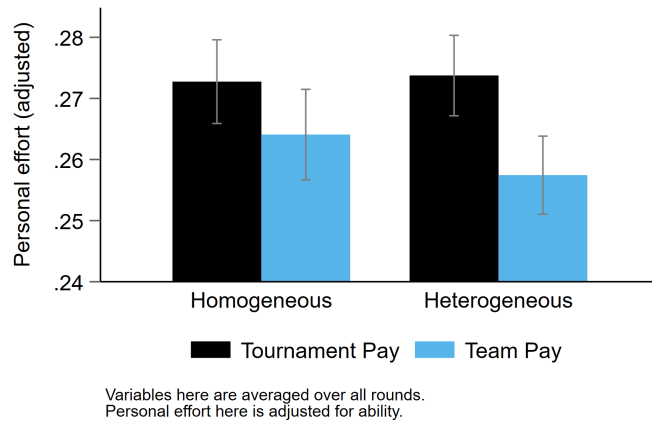 Personal effort (adjusted)
.28
.27
.26
.25
.24
Homogeneous Heterogeneous
Tournament Pay Team Pay
Variables here are averaged over all rounds.
Personal effort here is adjusted for ability.